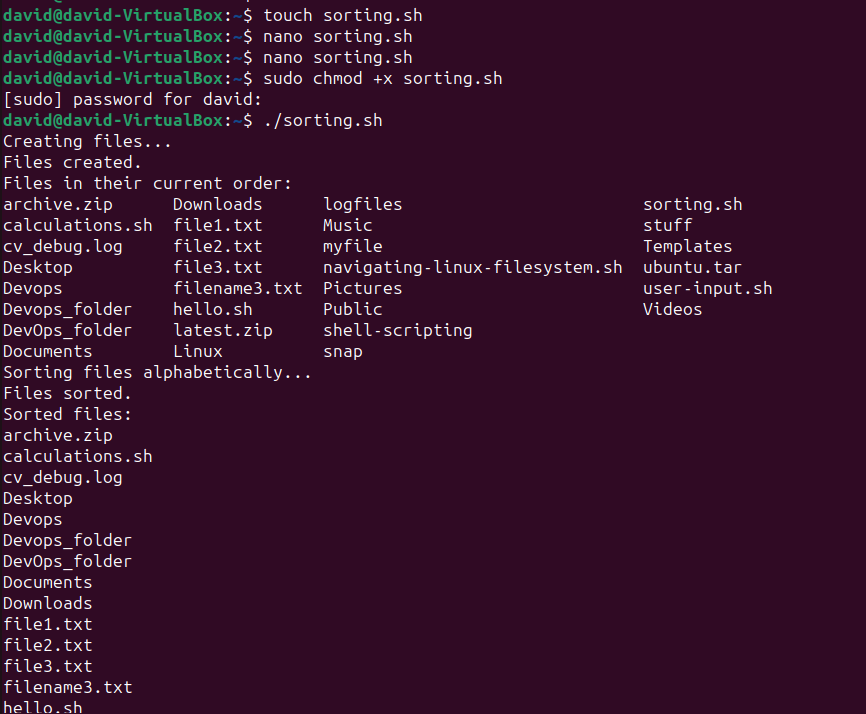 david@david-VirtualBox:~$ touch sorting.sh
david@david-VirtualBox:~$ nano sorting.sh
david@david-VirtualBox:~$ nano sorting.sh
david@david-VirtualBox:~$ sudo chmod +x sorting.sh
[sudo] password for david:
david@david-VirtualBox:~$ ./sorting.sh
Creating files...
Files created.
Files in their current order:
archive.zip Downloads logfiles sorting.sh
calculations.sh file1.txt Music stuff
cv_debug.log file2.txt myfile Templates
Desktop file3.txt navigating-linux-filesystem.sh ubuntu.tar
Devops filename3.txt Pictures user-input.sh
Devops_folder hello.sh Public Videos
DevOps_folder latest.zip shell-scripting
Documents Linux snap
Sorting files alphabetically...
Files sorted.
Sorted files:
archive.zip
calculations.sh
cv_debug.log
Desktop
Devops
Devops_folder
DevOps_folder
Documents
Downloads
file1.txt
file2.txt
file3.txt
filename3.txt
hello.sh